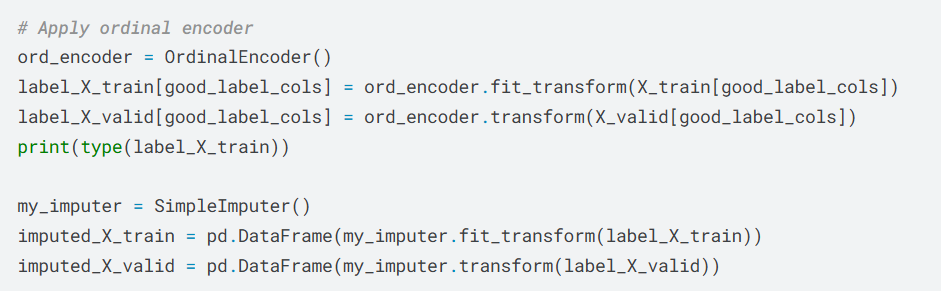 # Apply ordinal encoder
ord_encoder = OrdinalEncoder()
label_X_train[good_label_cols] = ord_encoder.fit_transform(X_train[good_label_cols])
label_X_valid[good_label_cols] = ord_encoder.transform(X_valid[good_label_cols])
print(type(label_X_train))

my_imputer = SimpleImputer()
imputed_X_train = pd.DataFrame(my_imputer.fit_transform(label_X_train))
imputed_X_valid = pd.DataFrame(my_imputer.transform(label_X_valid))